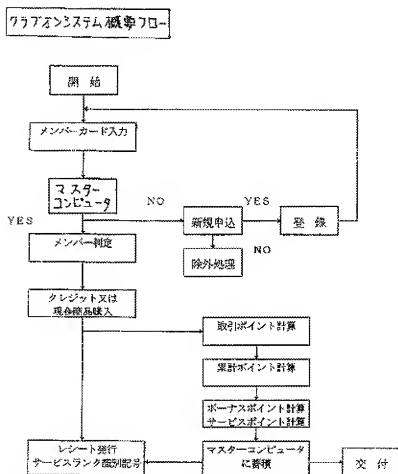 クラブオンシステム概要フロー
開 始
メンバーカード入力
マスター
コンピュータ
NO
YES
YES
新規申込
登 録
メンバー判定
NO
除外処理
クレジット又は
現金商品購入
取引ポイント計算
累計ポイント計算
ボーナスポイント計算
サービスポイント計算
レシート発行
サービスランク識別記号
マスターコンピュータ
に蓄積
交 付